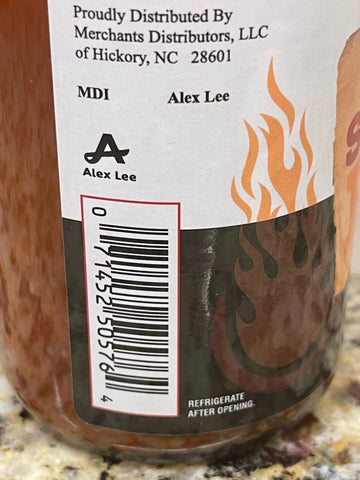 Proudly Distributed By
Merchants Distributors, LLC
of Hickory, NC 28601
MDI Alex Lee
Alex Lee
0 71452 50576 4
REFRIGERATE
AFTER OPENING.